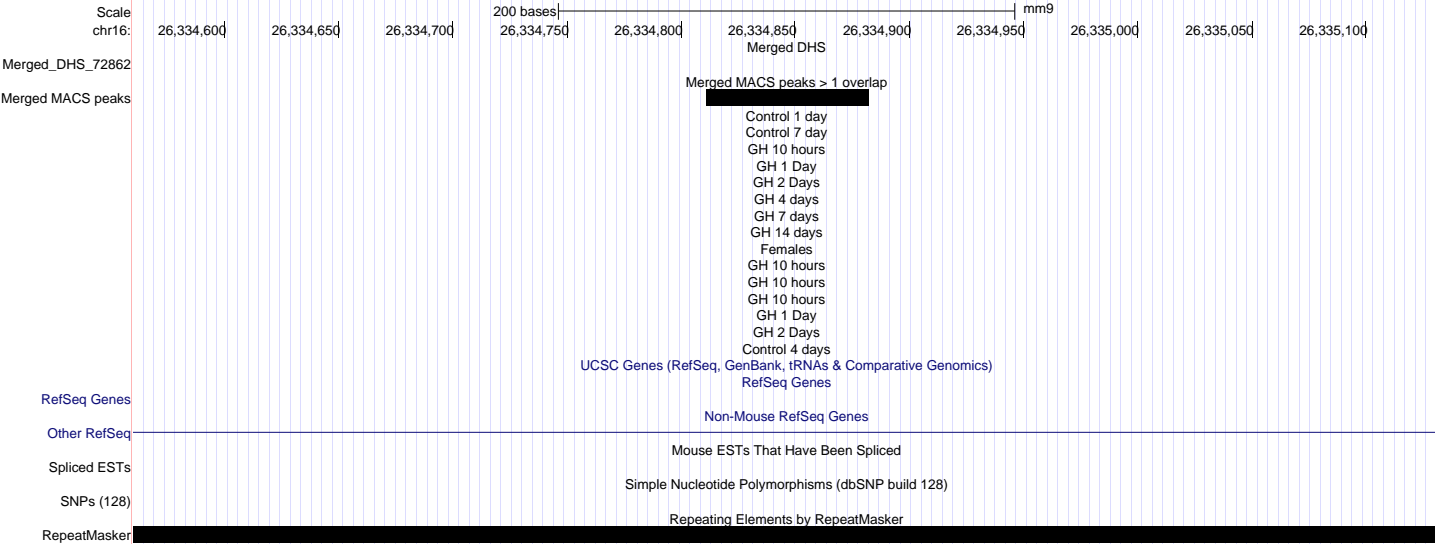 Scale 200 bases mm9
chr16: 26,334,600 26,334,650 26,334,700 26,334,750 26,334,800 26,334,850 26,334,900 26,334,950 26,335,000 26,335,050 26,335,100
Merged DHS
Merged_DHS_72862
Merged MACS peaks > 1 overlap
Merged MACS peaks
Control 1 day
Control 7 day
GH 10 hours
GH 1 Day
GH 2 Days
GH 4 days
GH 7 days
GH 14 days
Females
GH 10 hours
GH 10 hours
GH 10 hours
GH 1 Day
GH 2 Days
Control 4 days
UCSC Genes (RefSeq, GenBank, tRNAs & Comparative Genomics)
RefSeq Genes
RefSeq Genes
Non-Mouse RefSeq Genes
Other RefSeq
Mouse ESTs That Have Been Spliced
Spliced ESTs
Simple Nucleotide Polymorphisms (dbSNP build 128)
SNPs (128)
Repeating Elements by RepeatMasker
RepeatMasker